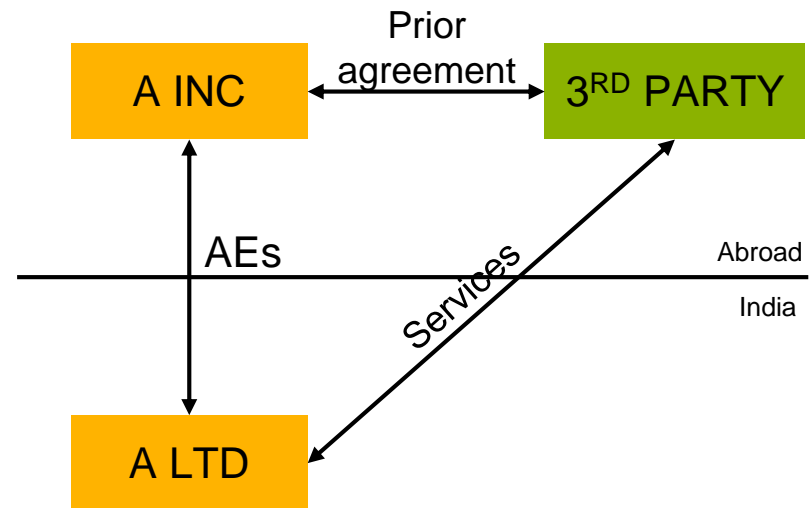 Prior
agreement
A INC
3RD PARTY
AEs
Services
Abroad
India
A LTD